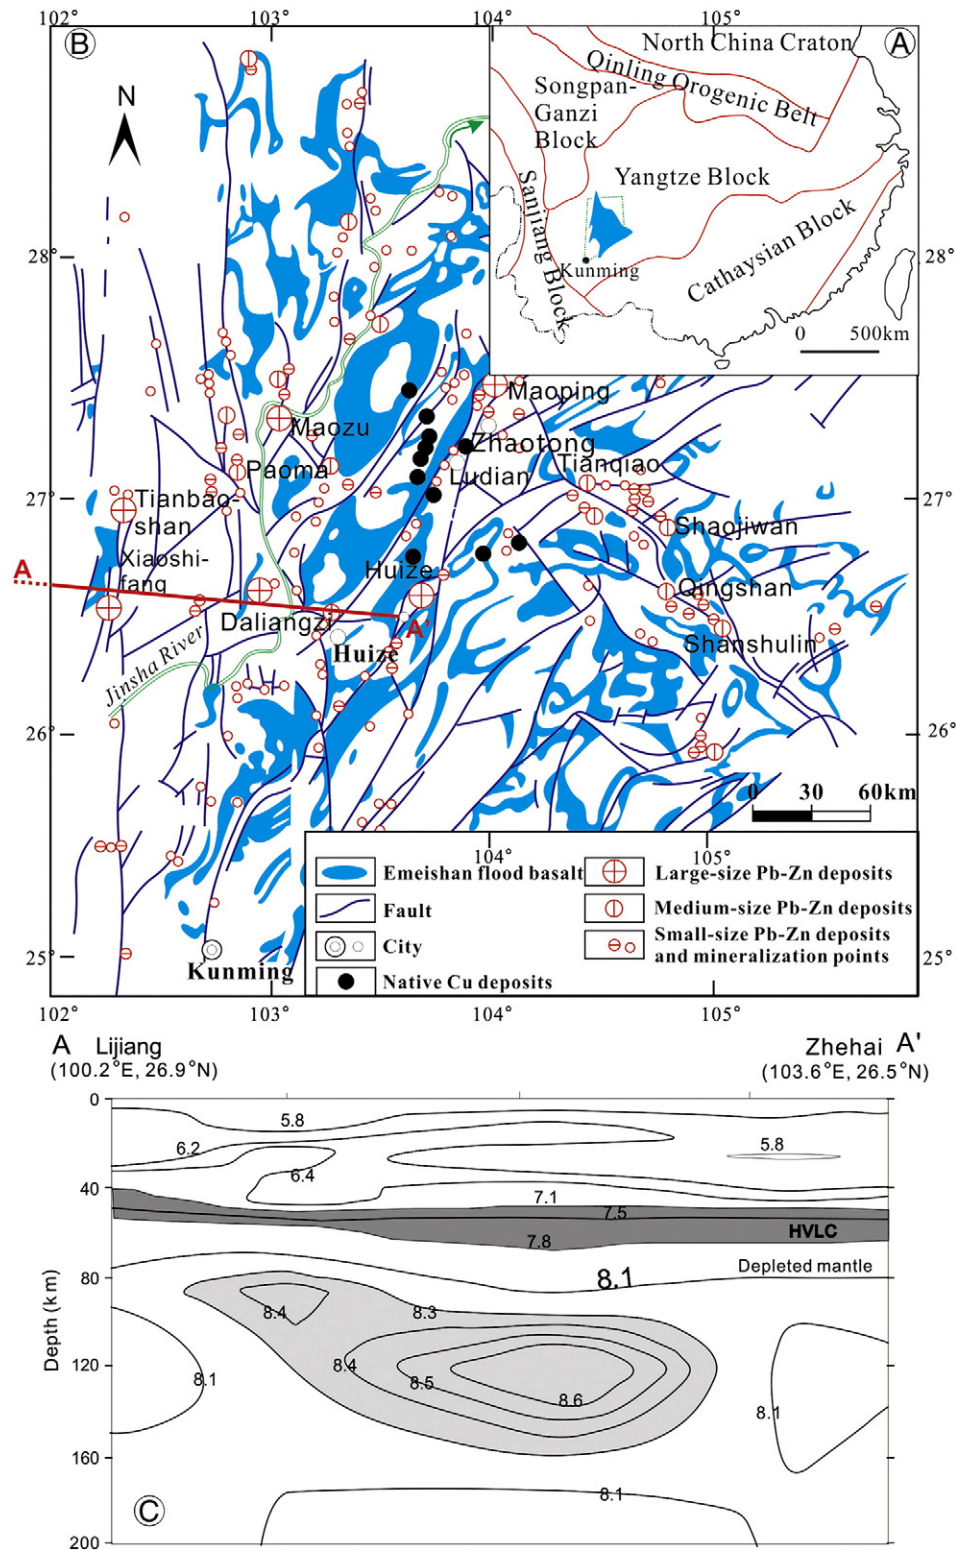 102° 103° 104° 105°
B
A
North China Craton
Qinling Orogenic Belt
Songpan-
Ganzi
Block
Yangtze Block
Sanjiang Block
Cathaysian Block
Kunming
0 500km
N
28° 28°
Maoping
Maozu
Zhaotong
Tianqiao
Paoma
Ludian
27° 27°
Tianbao-
shan
Shaojiwan
Xiaoshi-
fang
Huize
A
Qingshan
Daliangzi
A'
Huize
Shanshulin
Jinsha River
26° 26°
0 30 60km
104° 105°
Emeishan flood basalt
Fault
City
Native Cu deposits
Large-size Pb-Zn deposits
Medium-size Pb-Zn deposits
Small-size Pb-Zn deposits
and mineralization points
25° 25°
Kunming
102° 103° 104° 105°
A Lijiang
(100.2°E, 26.9°N)
Zhehai A'
(103.6°E, 26.5°N)
0
5.8
6.2
5.8
6.4
40
7.1
7.5
HVLC
7.8
Depleted mantle
80
8.1
8.4
8.3
Depth (km)
120
8.4
8.1
8.5
8.6
8.1
160
8.1
C
200